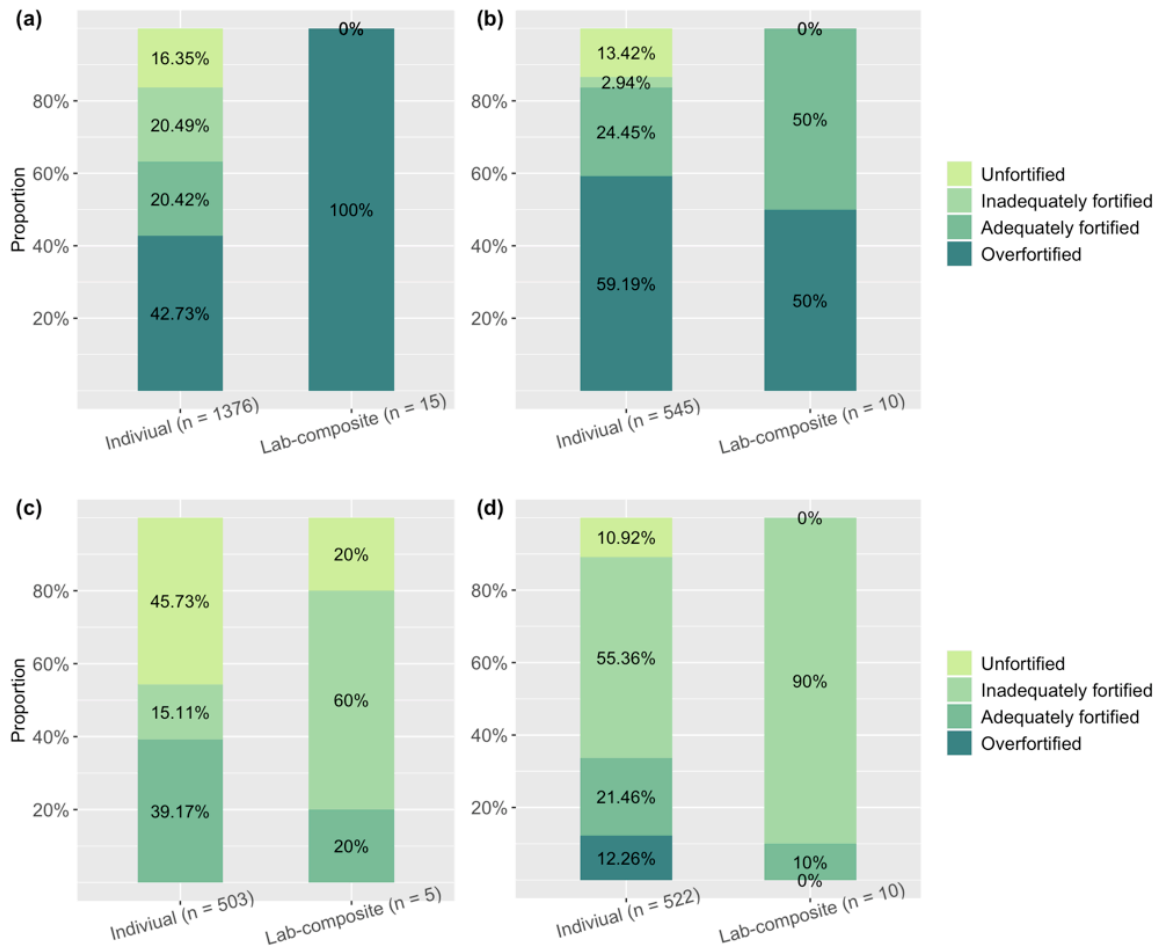 (a)
(b)
Proportion
80%
60%
40%
20%
16.35%
20.49%
20.42%
42.73%
0%
100%
Indiviual (n = 1376)
Lab-composite (n = 15)
80%
60%
40%
20%
13.42%
2.94%
24.45%
59.19%
0%
50%
50%
Indiviual (n = 545)
Lab-composite (n = 10)
Unfortified
Inadequately fortified
Adequately fortified
Overfortified
(c)
(d)
Proportion
80%
60%
40%
20%
45.73%
15.11%
39.17%
20%
60%
20%
Indiviual (n = 503)
Lab-composite (n = 5)
80%
60%
40%
20%
10.92%
55.36%
21.46%
12.26%
0%
90%
10%
0%
Indiviual (n = 522)
Lab-composite (n = 10)
Unfortified
Inadequately fortified
Adequately fortified
Overfortified